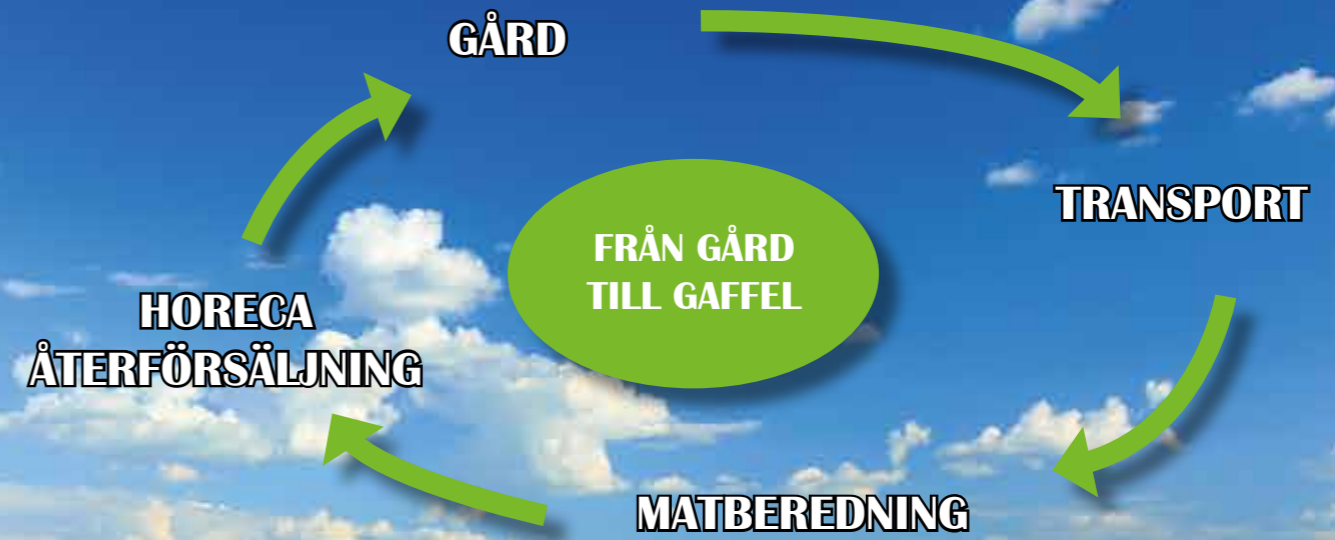 GÅRD
TRANSPORT
FRÅN GÅRD
TILL GAFFEL
HORECA
ÅTERFÖRSÄLJNING
MATBEREDNING